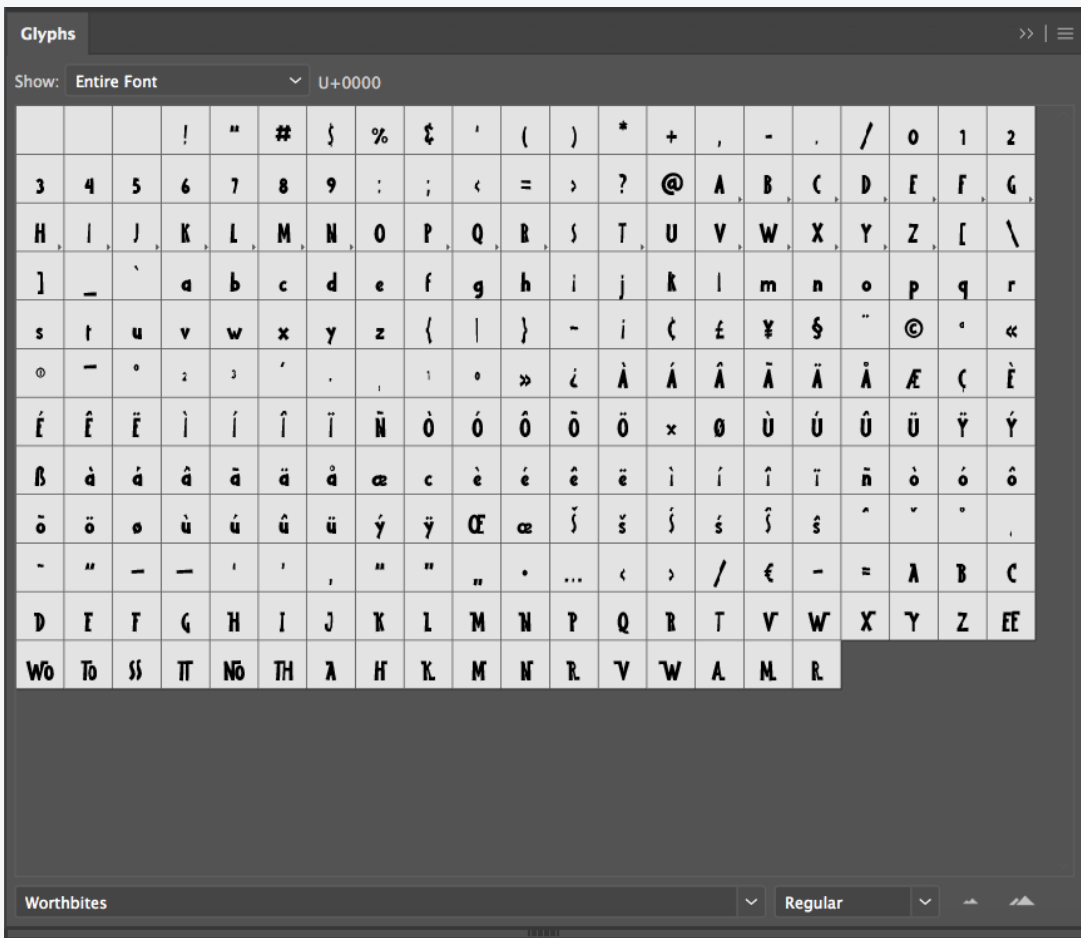 Glyphs
Show: Entire Font U+0000
! " # $ % & ' ( ) * + , - . / 0 1 2
3 4 5 6 7 8 9 : ; < = > ? @ A B C D E F G
H I J K L M N O P Q R S T U V W X Y Z [ \
] _ ` a b c d e f g h i j k l m n o p q r
s t u v w x y z { | } ~ ¡ ¢ £ ¥ § ¨ © ª «
¯ ° ² ³ ´ · ¸ ¹ º » ¿ À Á Â Ã Ä Å Æ Ç È
É Ê Ë Ì Í Î Ï Ñ Ò Ó Ô Õ Ö × Ø Ù Ú Û Ü Ÿ Ý
ß à á â ã ä å æ c è é ê ë ì í î ï ñ ò ó ô
õ ö ø ù ú û ü ý ÿ Œ œ Š š Ś ś Ŝ ŝ ˆ ˇ ˚ ¸
˜ – — ‘ ’ ‚ “ ” „ • … ‹ › ⁄ € − = A B C
D E F G H I J K L M N P Q R T V W X Y Z EE
WO TO SS TT NO TH A H K M N R V W A M R
Worthbites Regular